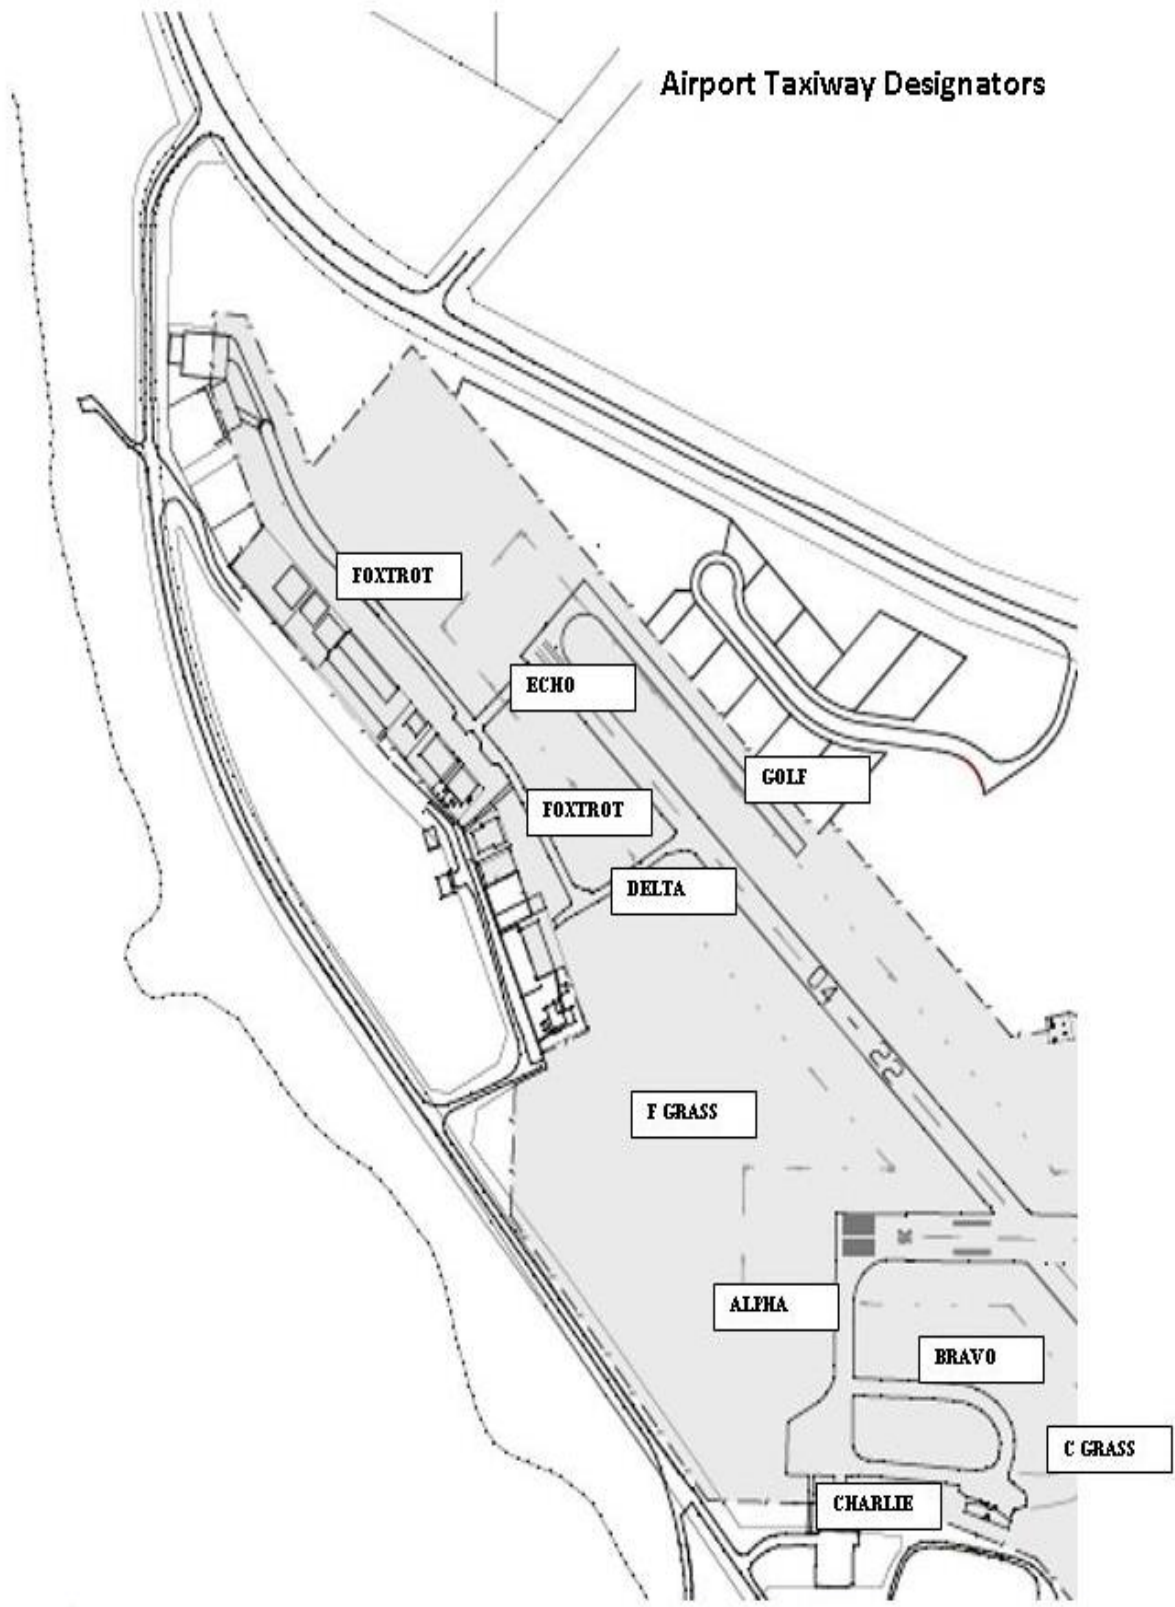 Airport Taxiway Designators
FOXTROT
ECHO
GOLF
FOXTROT
DELTA
04 - 22
F GRASS
ALPHA
BRAVO
C GRASS
CHARLIE